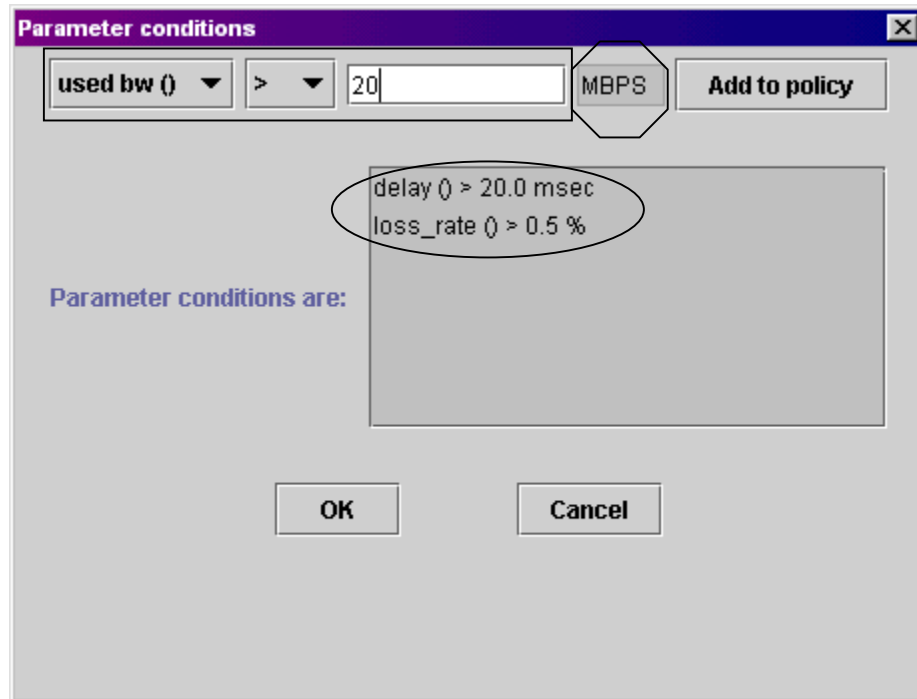 Parameter conditions
used bw () > 20 MBPS Add to policy
delay () > 20.0 msec
loss_rate () > 0.5 %
Parameter conditions are:
OK Cancel